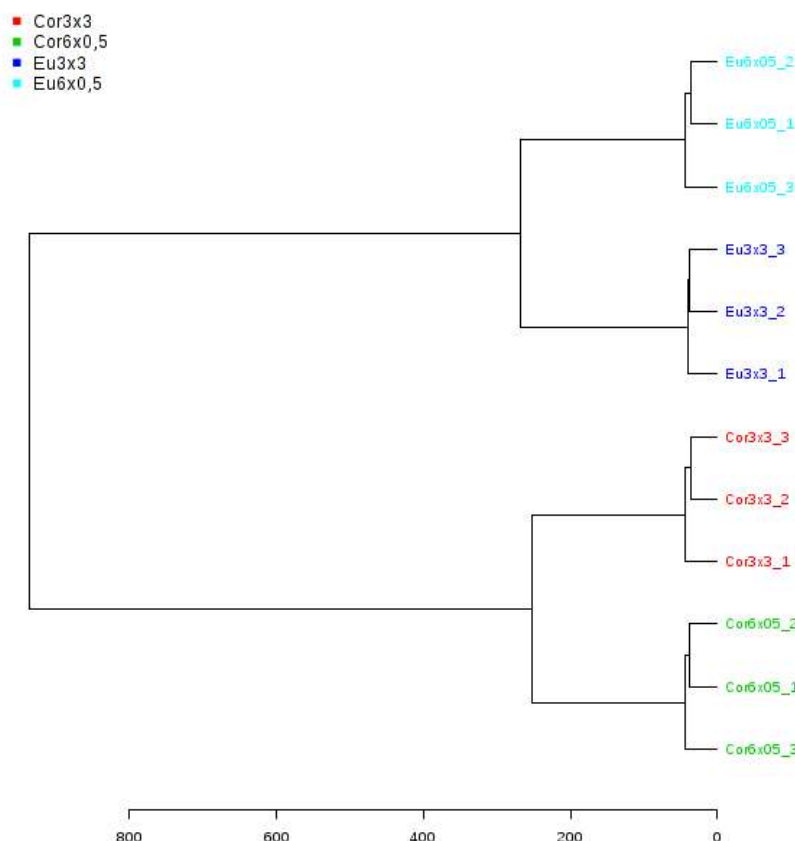 Cor3x3
Cor6x0,5
Eu3x3
Eu6x0,5
Eu6x05_2
Eu6x05_1
Eu6x05_3
Eu3x3_3
Eu3x3_2
Eu3x3_1
Cor3x3_3
Cor3x3_2
Cor3x3_1
Cor6x05_2
Cor6x05_1
Cor6x05_3
800 600 400 200 0